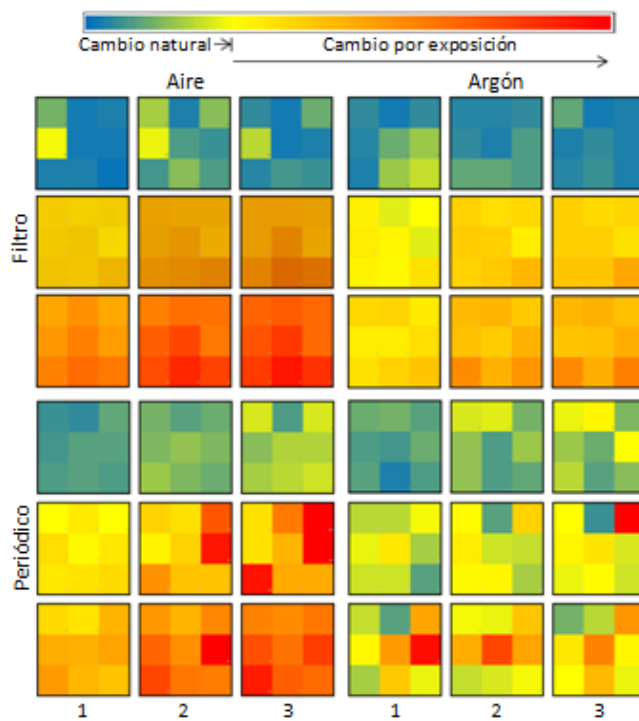 Cambio natural
Cambio por exposición
Aire
Argón
Filtro
Periódico
1 2 3 1 2 3